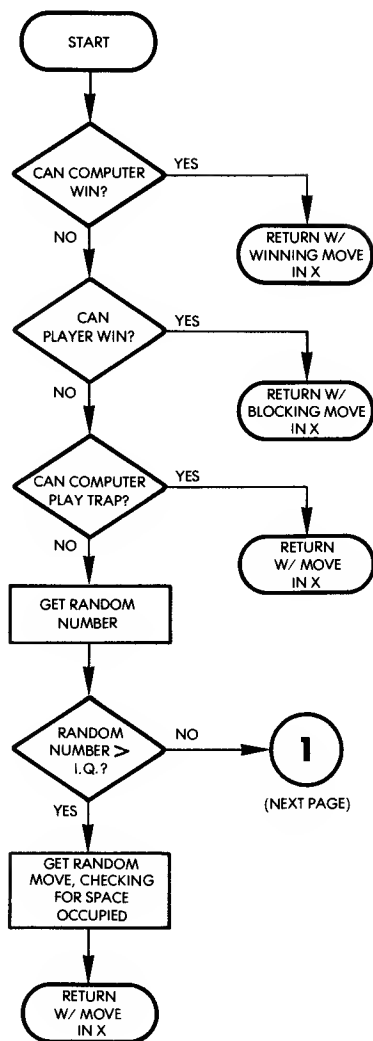 START
CAN COMPUTER
WIN?
YES
NO
RETURN W/
WINNING MOVE
IN X
CAN
PLAYER WIN?
YES
NO
RETURN W/
BLOCKING MOVE
IN X
CAN COMPUTER
PLAY TRAP?
YES
NO
RETURN
W/ MOVE
IN X
GET RANDOM
NUMBER
RANDOM
NUMBER >
I.Q.?
NO
YES
1
(NEXT PAGE)
GET RANDOM
MOVE, CHECKING
FOR SPACE
OCCUPIED
RETURN
W/ MOVE
IN X